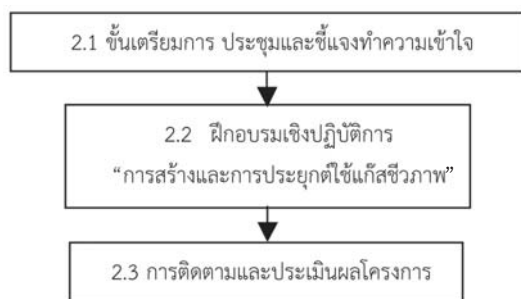 2.1 ขั้นเตรียมการ ประชุมและชี้แจงทำความเข้าใจ
2.2 ฝึกอบรมเชิงปฏิบัติการ
“การสร้างและการประยุกต์ใช้แก๊สชีวภาพ”
2.3 การติดตามและประเมินผลโครงการ